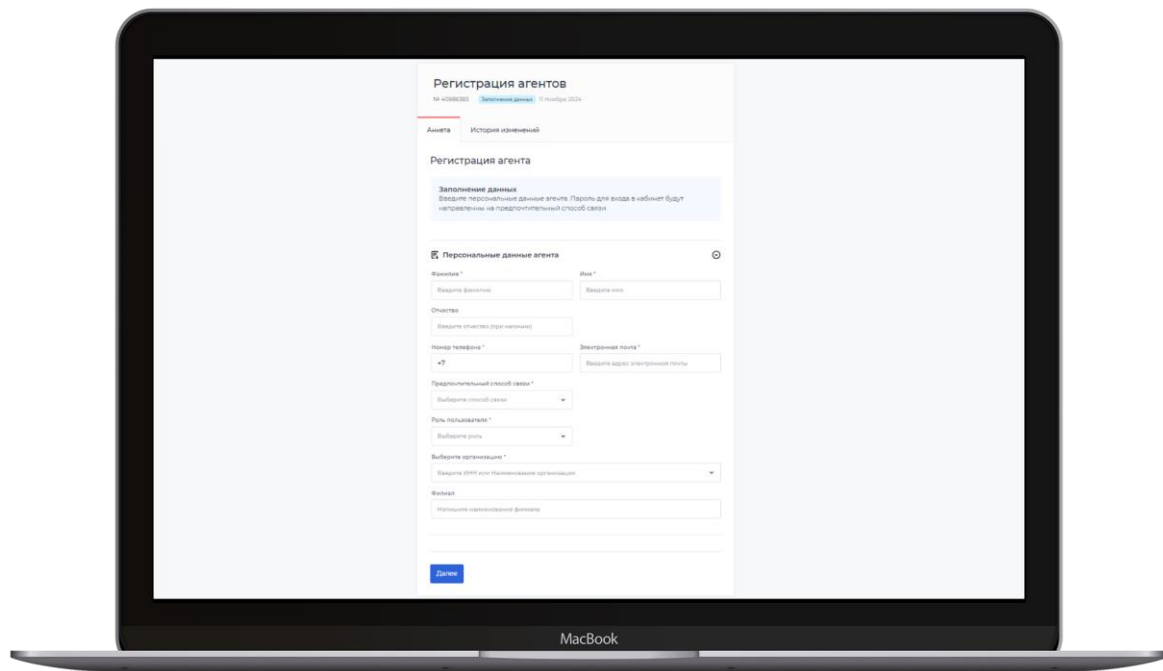 Регистрация агентов
№ 40986383 Заполнение данных 11 Ноября 2024
Анкета История изменений
Регистрация агента
Заполнение данных
Введите персональные данные агента. Пароль для входа в кабинет будут
направленны на предпочтительный способ связи
Персональные данные агента
Фамилия * Имя *
Введите фамилию Введите имя
Отчество
Введите отчество (при наличии)
Номер телефона * Электронная почта *
+7 Введите адрес электронной почты
Предпочтительный способ связи *
Выберите способ связи
Роль пользователя *
Выберите роль
Выберите организацию *
Введите ИНН или Наименование организации
Филиал
Напишите наименование филиала
Далее
MacBook